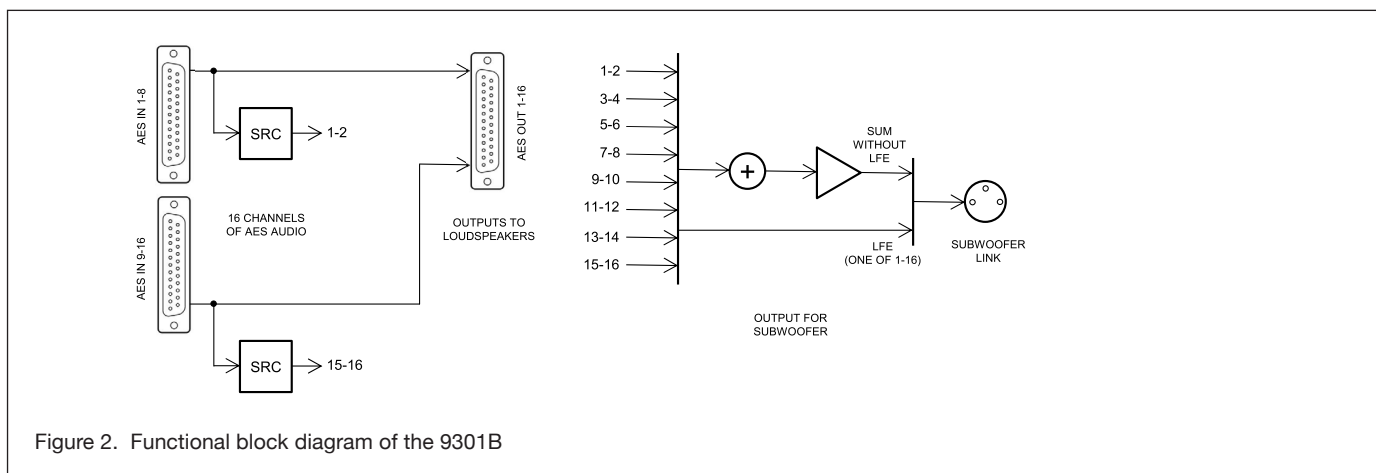 AES IN 1-8
SRC
1-2
AES OUT 1-16
16 CHANNELS
OF AES AUDIO
OUTPUTS TO
LOUDSPEAKERS
AES IN 9-16
SRC
15-16
1-2
3-4
5-6
7-8
9-10
11-12
13-14
15-16
+
SUM
WITHOUT
LFE
LFE
(ONE OF 1-16)
SUBWOOFER
LINK
OUTPUT FOR
SUBWOOFER
Figure 2. Functional block diagram of the 9301B